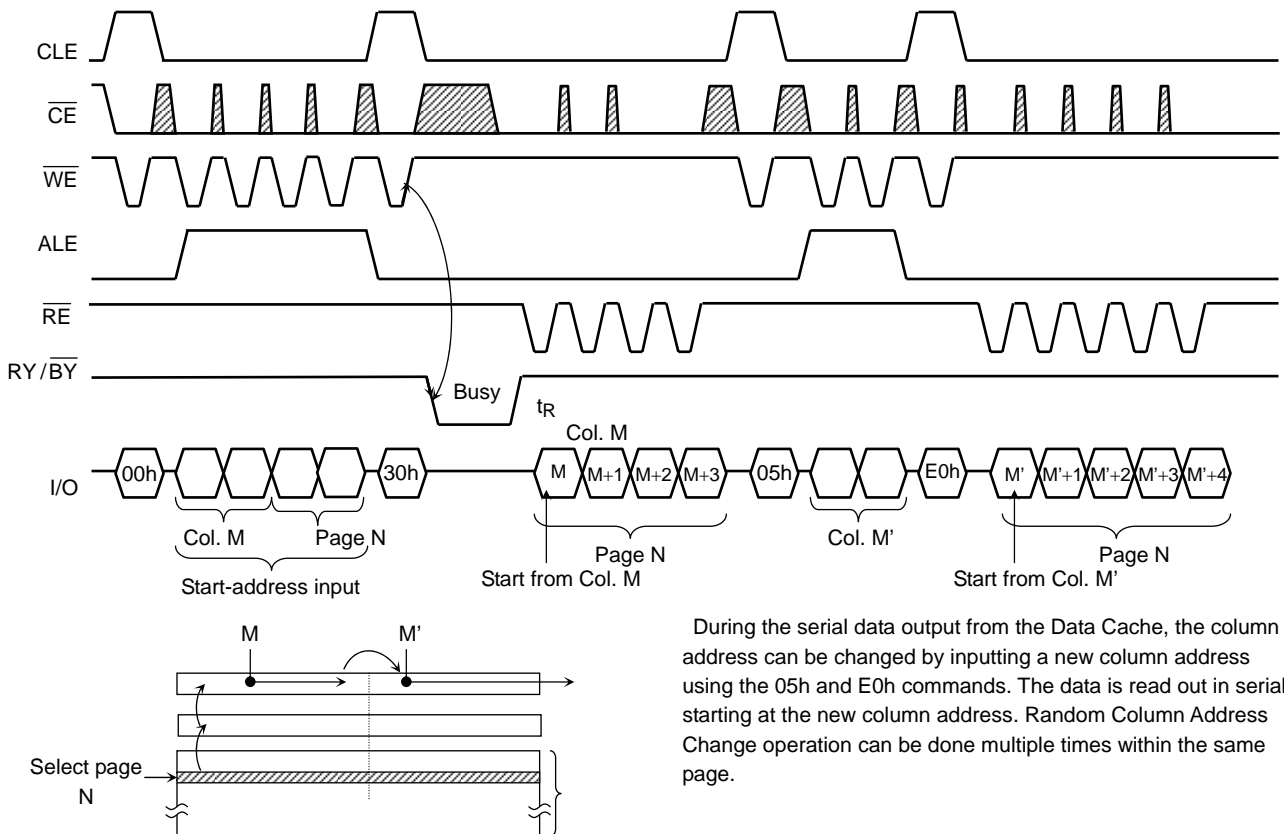 CLE
CE
WE
ALE
RE
RY/BY
Busy
tR
Col. M
I/O
00h
30h
M
M+1
M+2
M+3
05h
E0h
M'
M'+1
M'+2
M'+3
M'+4
Col. M
Page N
Col. M'
Page N
Page N
Start-address input
Start from Col. M
Start from Col. M'
M
M'
Select page
N
During the serial data output from the Data Cache, the column
address can be changed by inputting a new column address
using the 05h and E0h commands. The data is read out in serial
starting at the new column address. Random Column Address
Change operation can be done multiple times within the same
page.